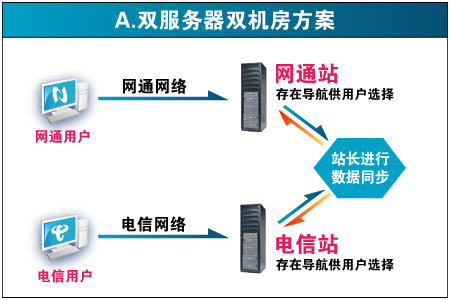 A.双服务器双机房方案
网通网络
网通站
存在导航供用户选择
网通用户
站长进行
数据同步
电信网络
电信站
存在导航供用户选择
电信用户